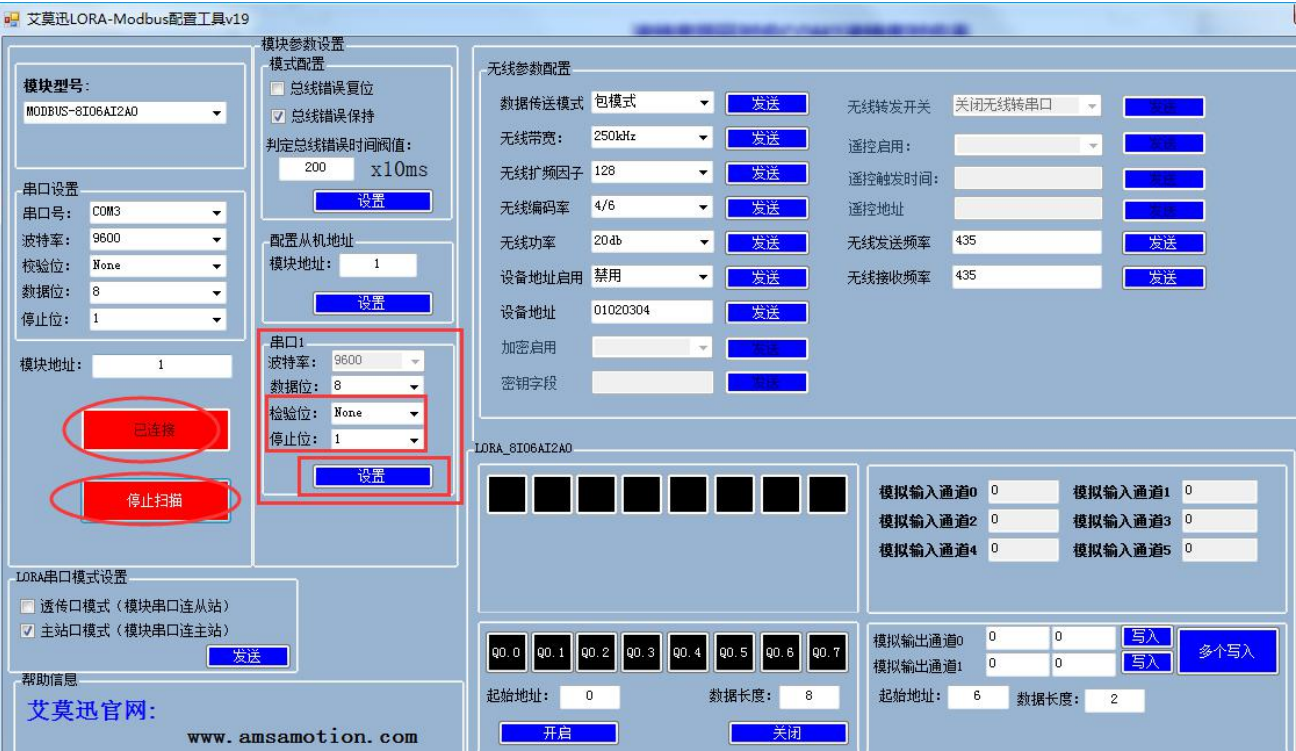 艾莫迅LORA-Modbus配置工具v19
模块型号:
MODBUS-8IO6AI2AO
串口设置
串口号: COM3
波特率: 9600
校验位: None
数据位: 8
停止位: 1
模块地址: 1
已连接
停止扫描
模块参数设置
模式配置
总线错误复位
总线错误保持
判定总线错误时间阀值:
200 x10ms
设置
配置从机地址
模块地址: 1
设置
串口1
波特率: 9600
数据位: 8
检验位: None
停止位: 1
设置
LORA串口模式设置
透传口模式（模块串口连从站）
主站口模式（模块串口连主站）
发送
帮助信息
艾莫迅官网:
www.amsamotion.com
无线参数配置
数据传送模式 包模式 发送
无线带宽: 250kHz 发送
无线扩频因子 128 发送
无线编码率 4/6 发送
无线功率 20db 发送
设备地址启用 禁用 发送
设备地址 01020304 发送
加密启用 发送
密钥字段 发送
无线转发开关 关闭无线转串口 发送
遥控启用: 发送
遥控触发时间: 发送
遥控地址 发送
无线发送频率 435 发送
无线接收频率 435 发送
LORA_8IO6AI2AO
模拟输入通道0 0 模拟输入通道1 0
模拟输入通道2 0 模拟输入通道3 0
模拟输入通道4 0 模拟输入通道5 0
Q0.0 Q0.1 Q0.2 Q0.3 Q0.4 Q0.5 Q0.6 Q0.7
起始地址: 0 数据长度: 8
开启 关闭
模拟输出通道0 0 0 写入
模拟输出通道1 0 0 写入
多个写入
起始地址: 6 数据长度: 2